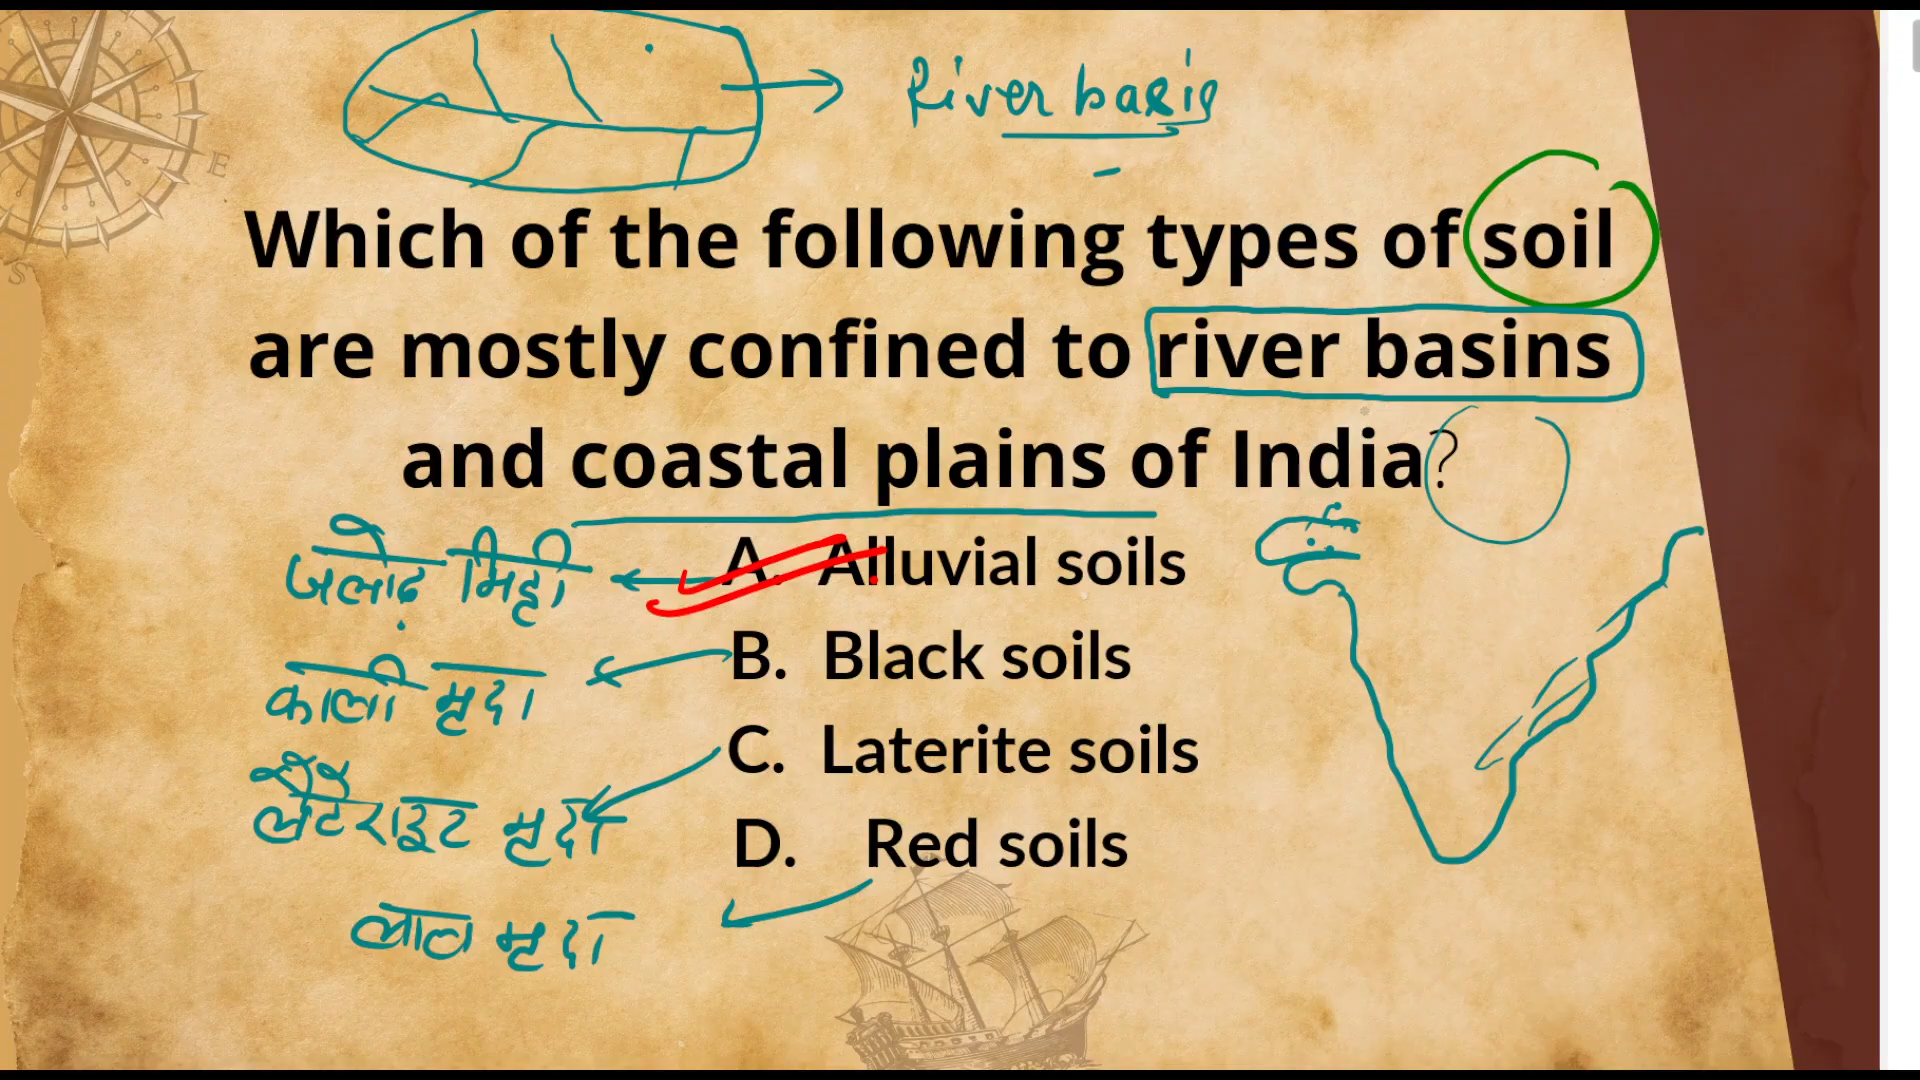 River basin
Which of the following types of soil
are mostly confined to river basins
and coastal plains of India?
A. Alluvial soils
जलोढ़ मिट्टी
B. Black soils
काली मृदा
C. Laterite soils
लैटेराइट मृदा
D. Red soils
लाल मृदा
E
S